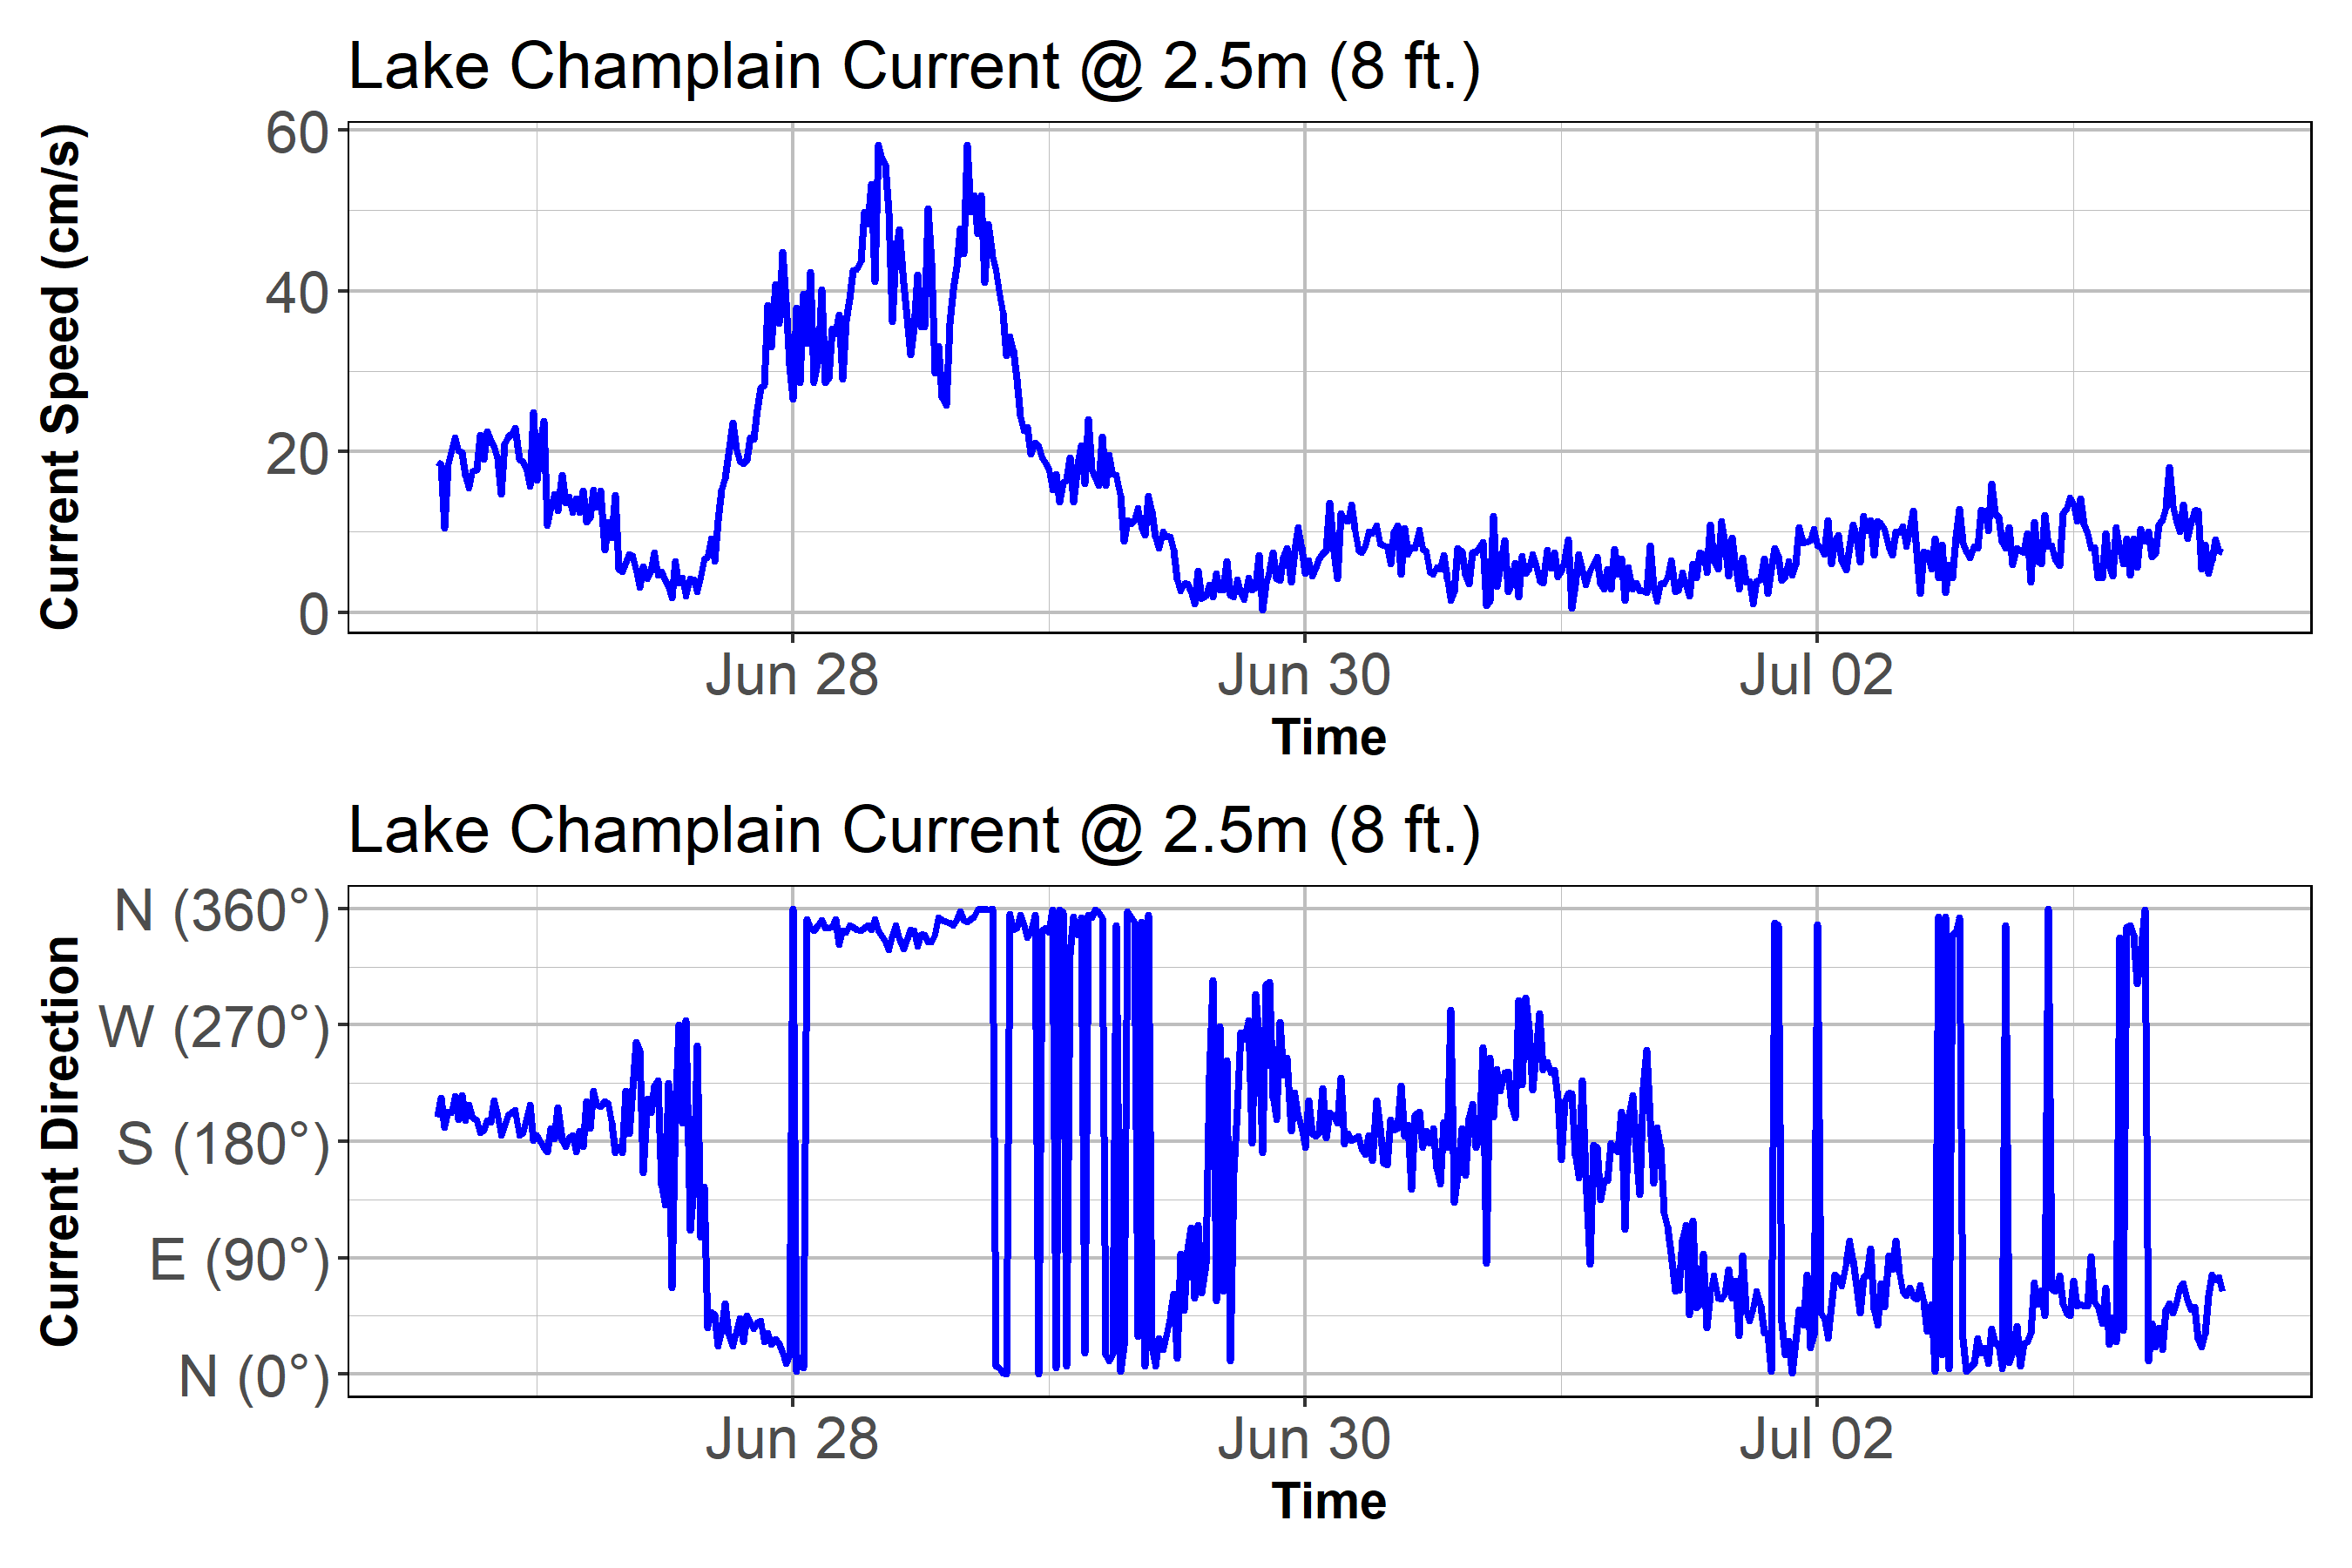 Lake Champlain Current @ 2.5m (8 ft.)
Current Speed (cm/s)
60
40
20
0
Jun 28 Jun 30 Jul 02
Time
Lake Champlain Current @ 2.5m (8 ft.)
Current Direction
N (360°)
W (270°)
S (180°)
E (90°)
N (0°)
Jun 28 Jun 30 Jul 02
Time